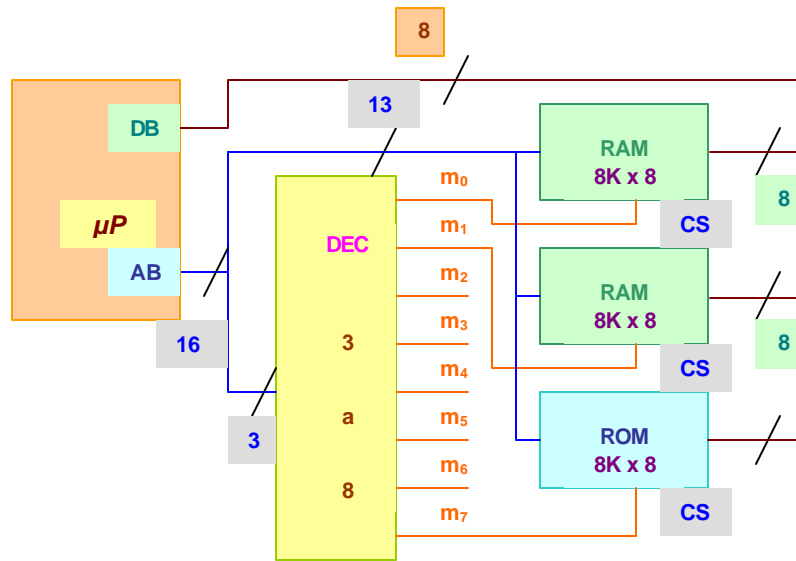 8
13
DB
RAM
8K x 8
m0
8
CS
m1
µP
DEC
AB
m2
RAM
8K x 8
m3
16
3
8
m4
CS
a
m5
3
ROM
8K x 8
m6
8
CS
m7